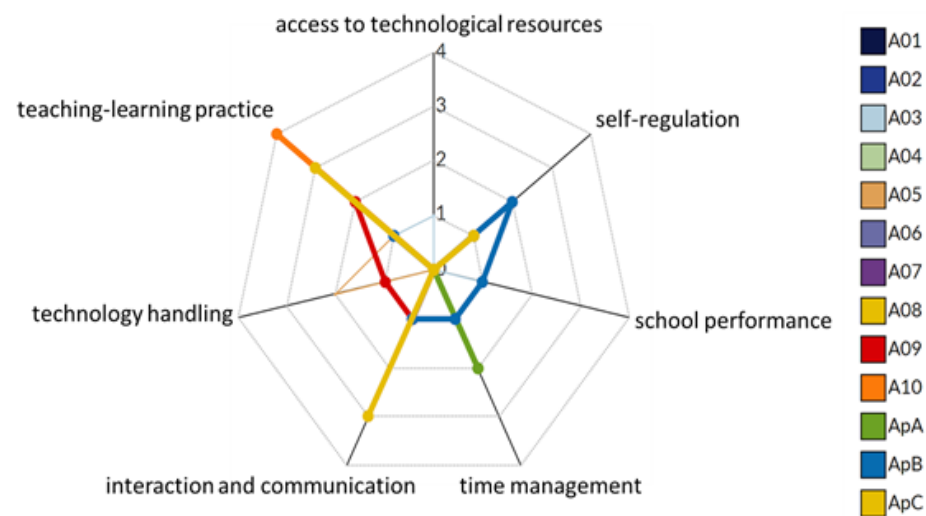 access to technological resources
4
3
2
1
0
teaching-learning practice
self-regulation
technology handling
school performance
interaction and communication
time management
A01
A02
A03
A04
A05
A06
A07
A08
A09
A10
ApA
ApB
ApC